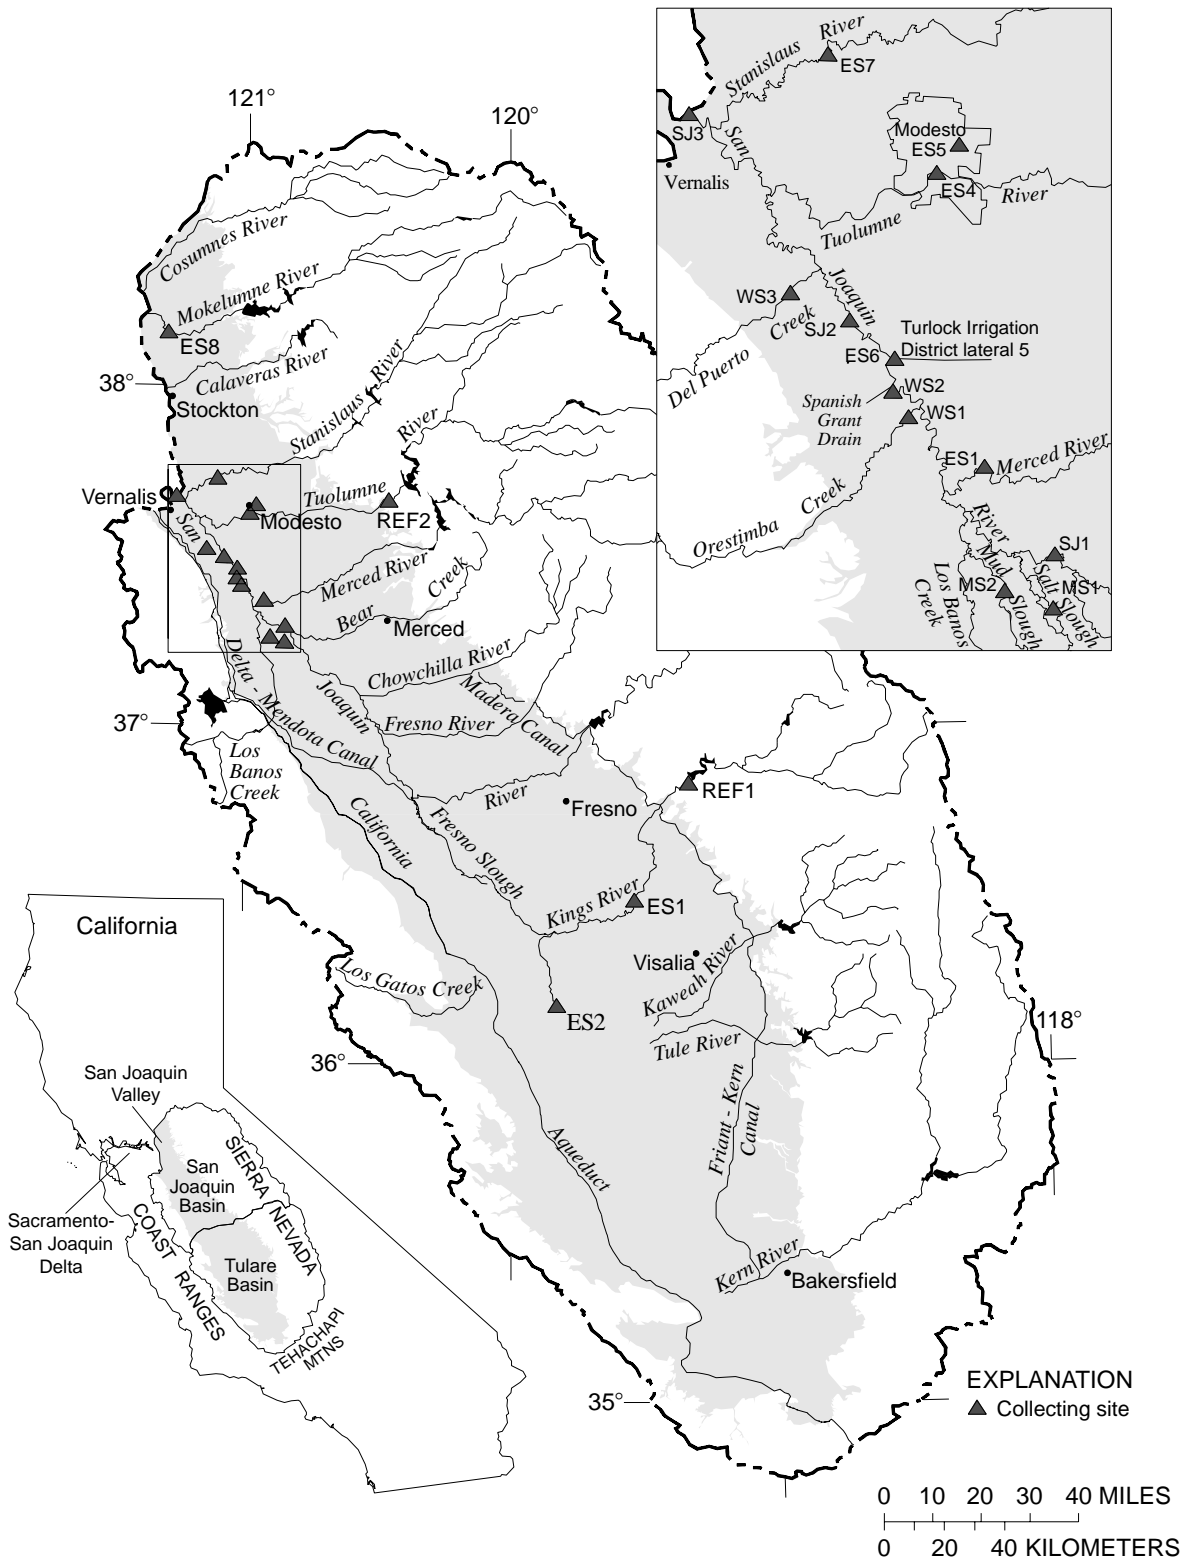 121°
120°
Cosumnes River
Mokelumne River
ES8
Calaveras River
38°
Stockton
Stanislaus River
River
Tuolumne
Vernalis
Modesto
REF2
San
Merced River
Creek
Bear
Merced
Chowchilla River
Delta - Mendota Canal
Joaquin
Madera Canal
Fresno River
37°
Los
Banos
Creek
River
Fresno
REF1
California
Fresno Slough
Kings River
ES1
Visalia
Kaweah River
Los Gatos Creek
ES2
Tule River
118°
36°
Friant - Kern
Canal
Aqueduct
Kern River
Bakersfield
35°
Stanislaus River
ES7
SJ3
San
Modesto
ES5
Vernalis
ES4
River
Tuolumne
Joaquin
WS3
Creek
SJ2
Turlock Irrigation
District lateral 5
ES6
Del Puerto
WS2
Spanish
Grant
Drain
WS1
ES1
Merced River
Creek
Orestimba
River
SJ1
Mud
Slough
Salt Slough
MS2
MS1
Los Banos
Creek
California
San Joaquin
Valley
SIERRA NEVADA
San
Joaquin
Basin
Sacramento-
San Joaquin
Delta
COAST RANGES
Tulare
Basin
TEHACHAPI
MTNS
EXPLANATION
Collecting site
0 10 20 30 40 MILES
0 20 40 KILOMETERS